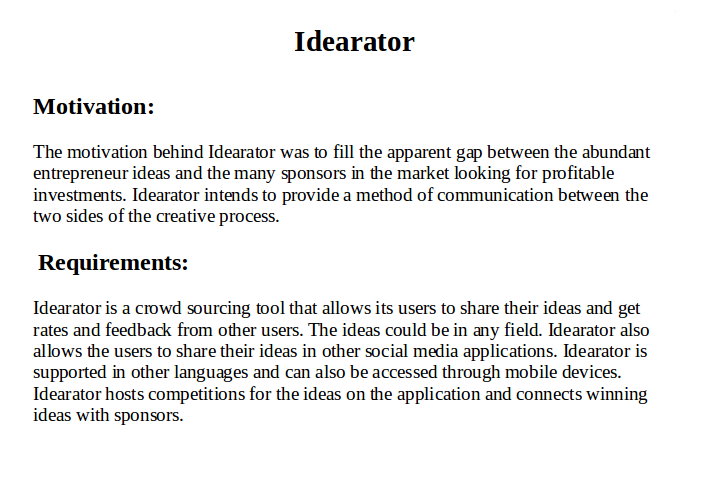 Idearator
Motivation:
The motivation behind Idearator was to fill the apparent gap between the abundant
entrepreneur ideas and the many sponsors in the market looking for profitable
investments. Idearator intends to provide a method of communication between the
two sides of the creative process.
Requirements:
Idearator is a crowd sourcing tool that allows its users to share their ideas and get
rates and feedback from other users. The ideas could be in any field. Idearator also
allows the users to share their ideas in other social media applications. Idearator is
supported in other languages and can also be accessed through mobile devices.
Idearator hosts competitions for the ideas on the application and connects winning
ideas with sponsors.